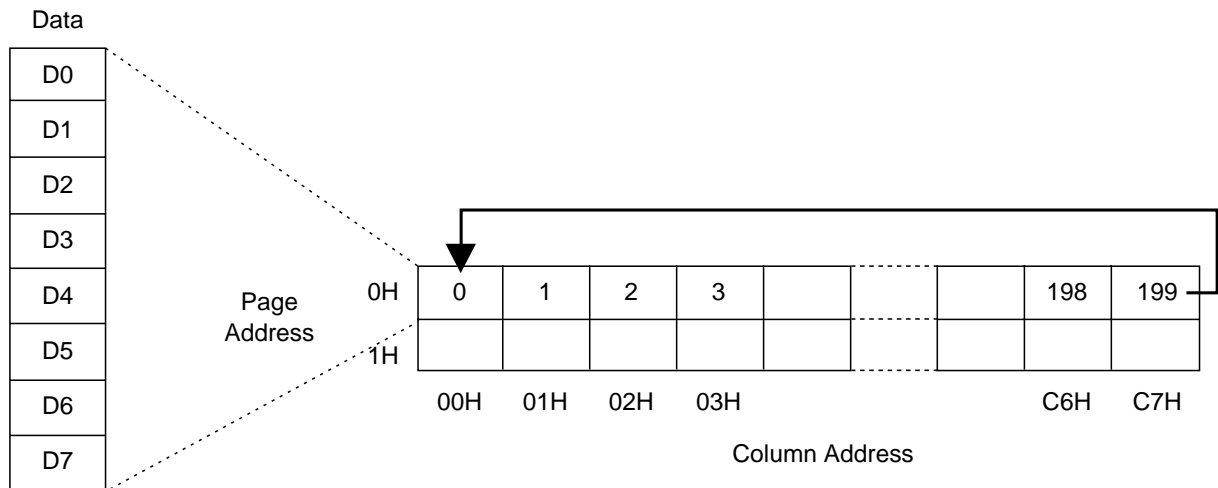 Data
D0
D1
D2
D3
D4
D5
D6
D7
Page
Address
0H 0 1 2 3 198 199
1H
00H 01H 02H 03H C6H C7H
Column Address